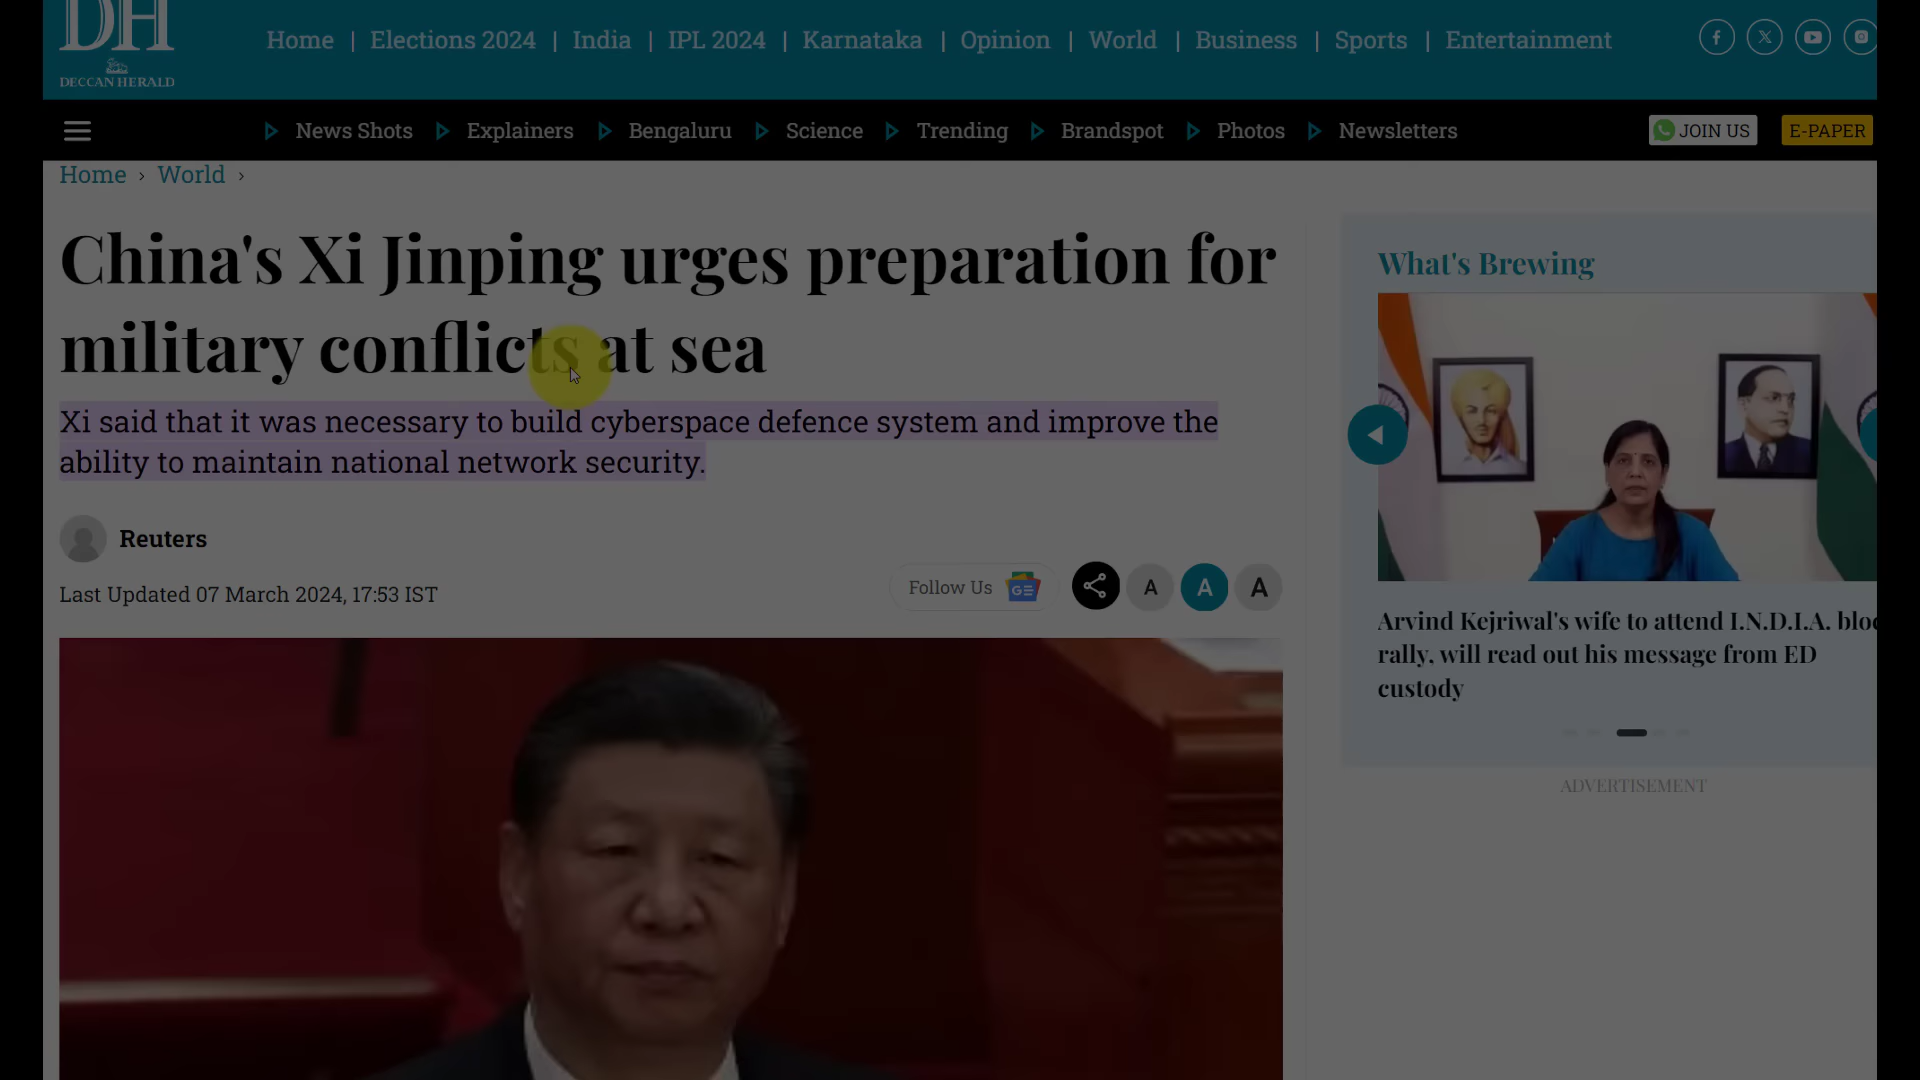 DH
DECCAN HERALD
Home | Elections 2024 | India | IPL 2024 | Karnataka | Opinion | World | Business | Sports | Entertainment
News Shots Explainers Bengaluru Science Trending Brandspot Photos Newsletters
JOIN US
E-PAPER
Home › World ›
China's Xi Jinping urges preparation for
military conflicts at sea
Xi said that it was necessary to build cyberspace defence system and improve the
ability to maintain national network security.
Reuters
Last Updated 07 March 2024, 17:53 IST
Follow Us
GE
A A A
What's Brewing
Arvind Kejriwal's wife to attend I.N.D.I.A. bloc
rally, will read out his message from ED
custody
ADVERTISEMENT